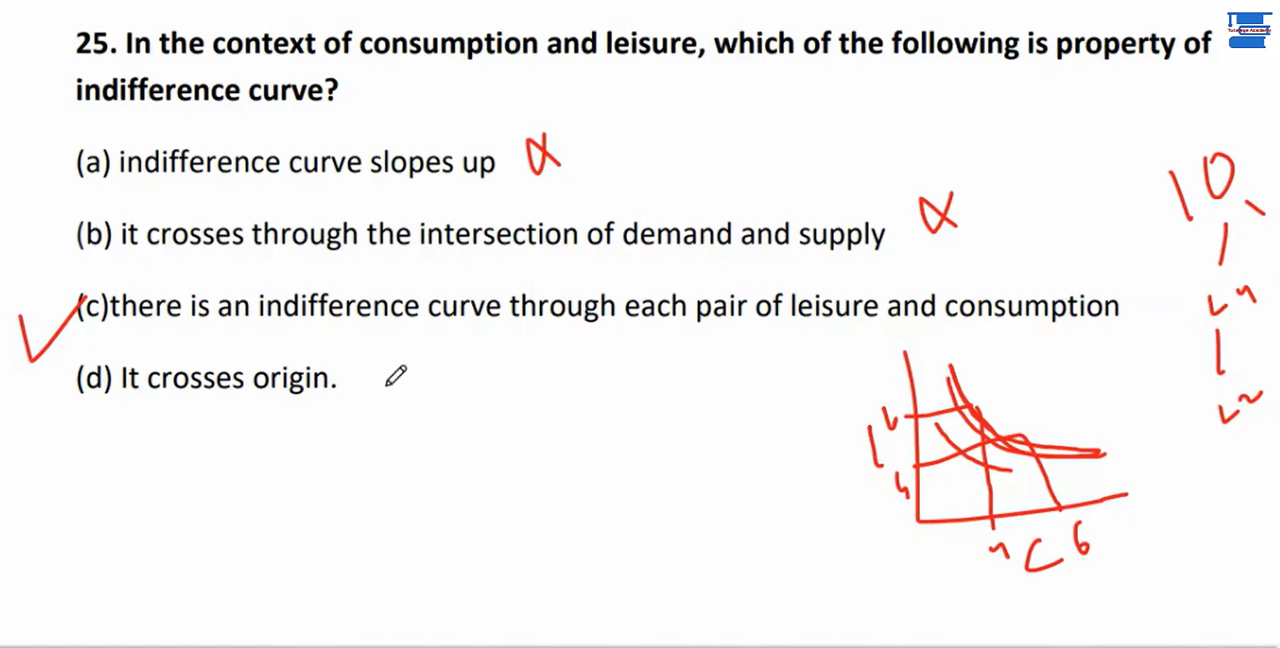 25. In the context of consumption and leisure, which of the following is property of
indifference curve?
(a) indifference curve slopes up
(b) it crosses through the intersection of demand and supply
(c)there is an indifference curve through each pair of leisure and consumption
(d) It crosses origin.
10
C 6